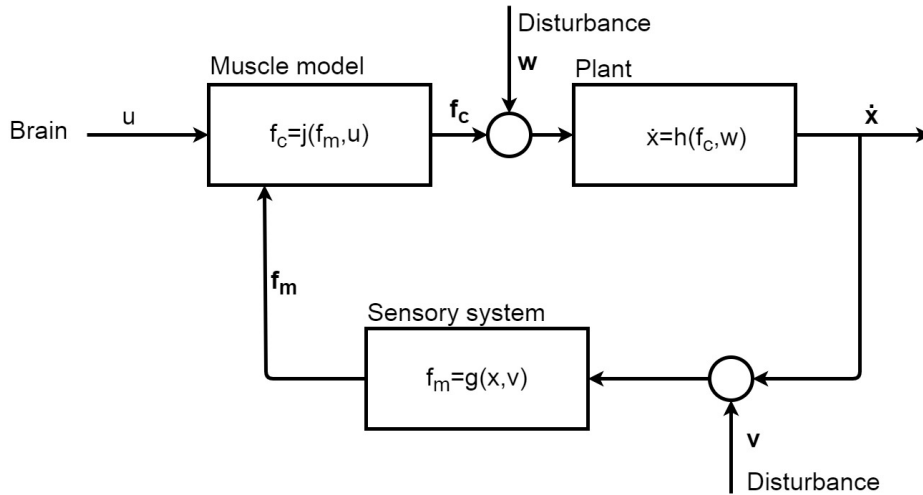 Disturbance
w
Muscle model
Plant
Brain
u
f_c=j(f_m,u)
f_c
ẋ=h(f_c,w)
ẋ
f_m
Sensory system
f_m=g(x,v)
v
Disturbance